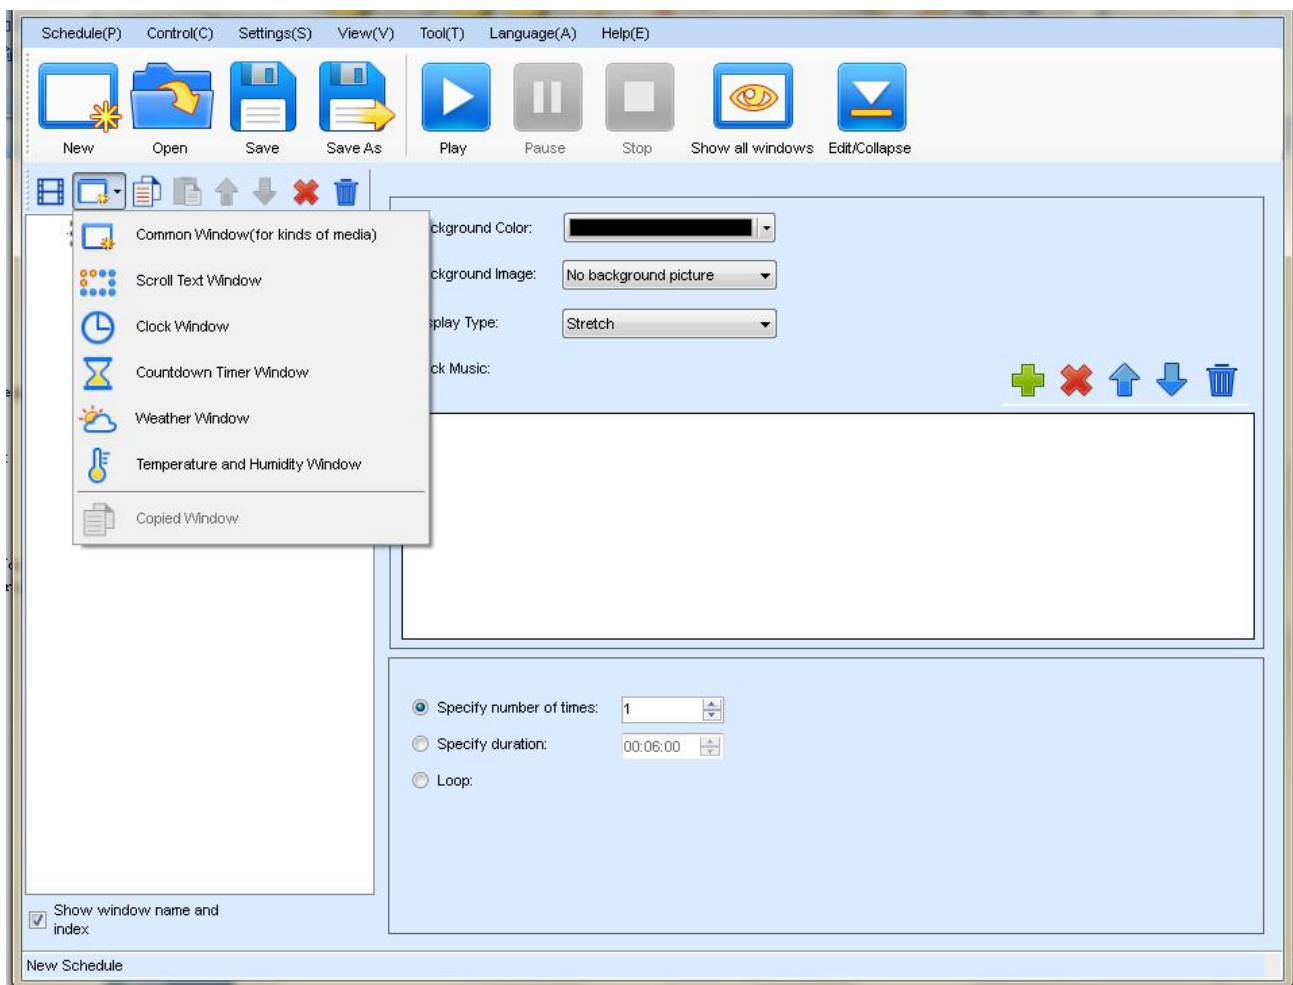 Schedule(P) Control(C) Settings(S) View(V) Tool(T) Language(A) Help(E)
New Open Save Save As Play Pause Stop Show all windows Edit/Collapse
Common Window(for kinds of media)
Scroll Text Window
Clock Window
Countdown Timer Window
Weather Window
Temperature and Humidity Window
Copied Window
ckground Color:
ckground Image: No background picture
splay Type: Stretch
ck Music:
Specify number of times: 1
Specify duration: 00:06:00
Loop:
Show window name and
index
New Schedule